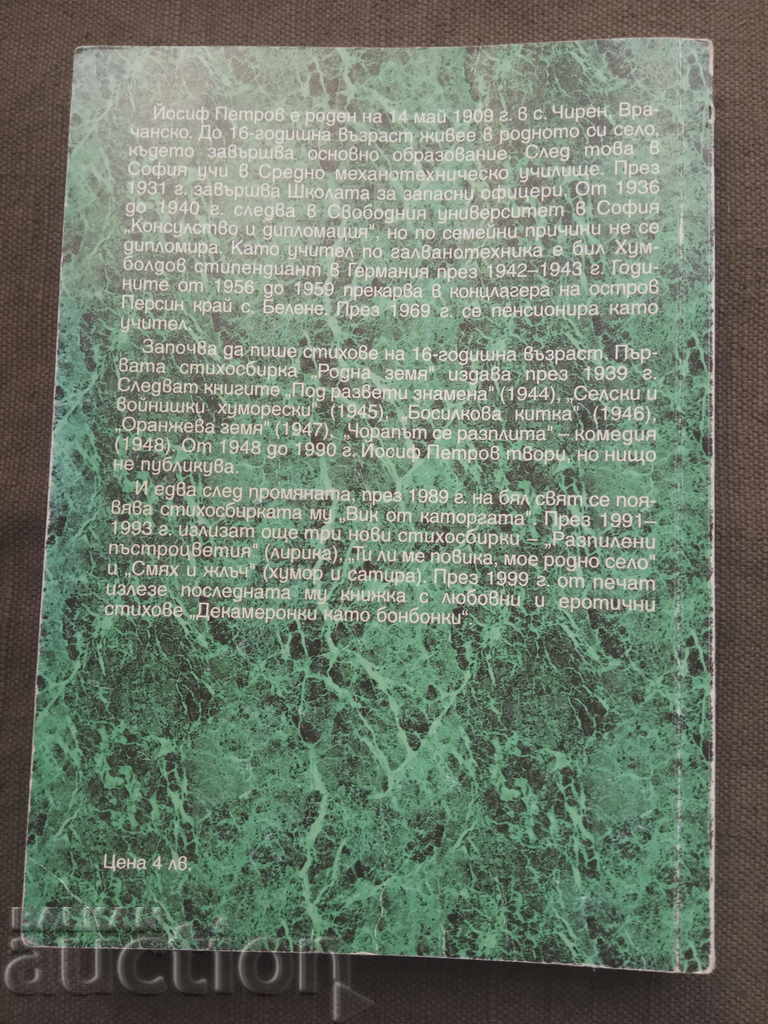 Йосиф Петров е роден на 14 май 1909 г. в с. Чирен, Вра-
чанско. До 16-годишна възраст живее в родното си село,
където завършва основно образование. След това в
София учи в Средно механотехническо училище. През
1931 г. завършва Школата за запасни офицери. От 1936
до 1940 г. следва в Свободния университет в София
„Консулство и дипломация“, но по семейни причини не се
дипломира. Като учител по галванотехника е бил Хум-
болдов стипендиант в Германия през 1942–1943 г. Годи-
ните от 1956 до 1959 прекарва в концлагера на остров
Персин край с. Белене. През 1969 г. се пенсионира като
учител.
Започва да пише стихове на 16-годишна възраст. Пър-
вата стихосбирка „Родна земя“ издава през 1939 г.
Следват книгите „Под развети знамена“ (1944), „Селски и
войнишки хуморески“ (1945), „Босилкова китка“ (1946),
„Оранжева земя“ (1947), „Чорапът се разплита“ – комедия
(1948). От 1948 до 1990 г. Йосиф Петров твори, но нищо
не публикува.
И едва след промяната, през 1989 г. на бял свят се поя-
вява стихосбирката му „Вик от каторгата“. През 1991–
1993 г. излизат още три нови стихосбирки – „Разпилени
пъстроцветия“ (лирика), „Ти ли ме повика, мое родно село“
и „Смях и жлъч“ (хумор и сатира). През 1999 г. от печат
излезе последната му книжка с любовни и еротични
стихове „Декамеронки като бонбонки“.
Цена 4 лв.
БАЛКАН
auction